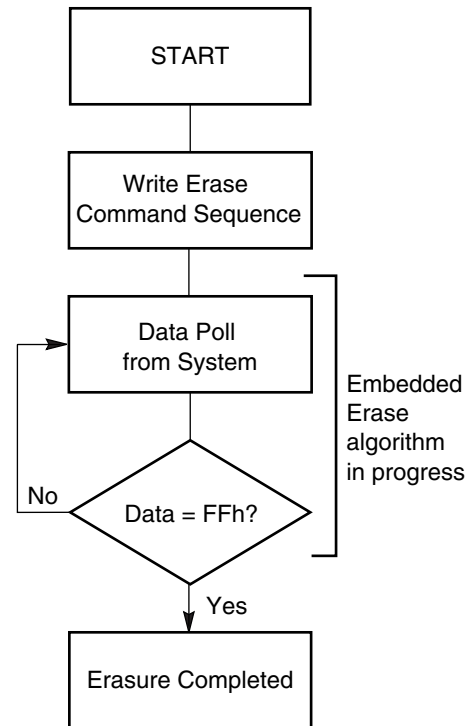 START
Write Erase
Command Sequence
Data Poll
from System
Embedded
Erase
algorithm
in progress
No
Data = FFh?
Yes
Erasure Completed